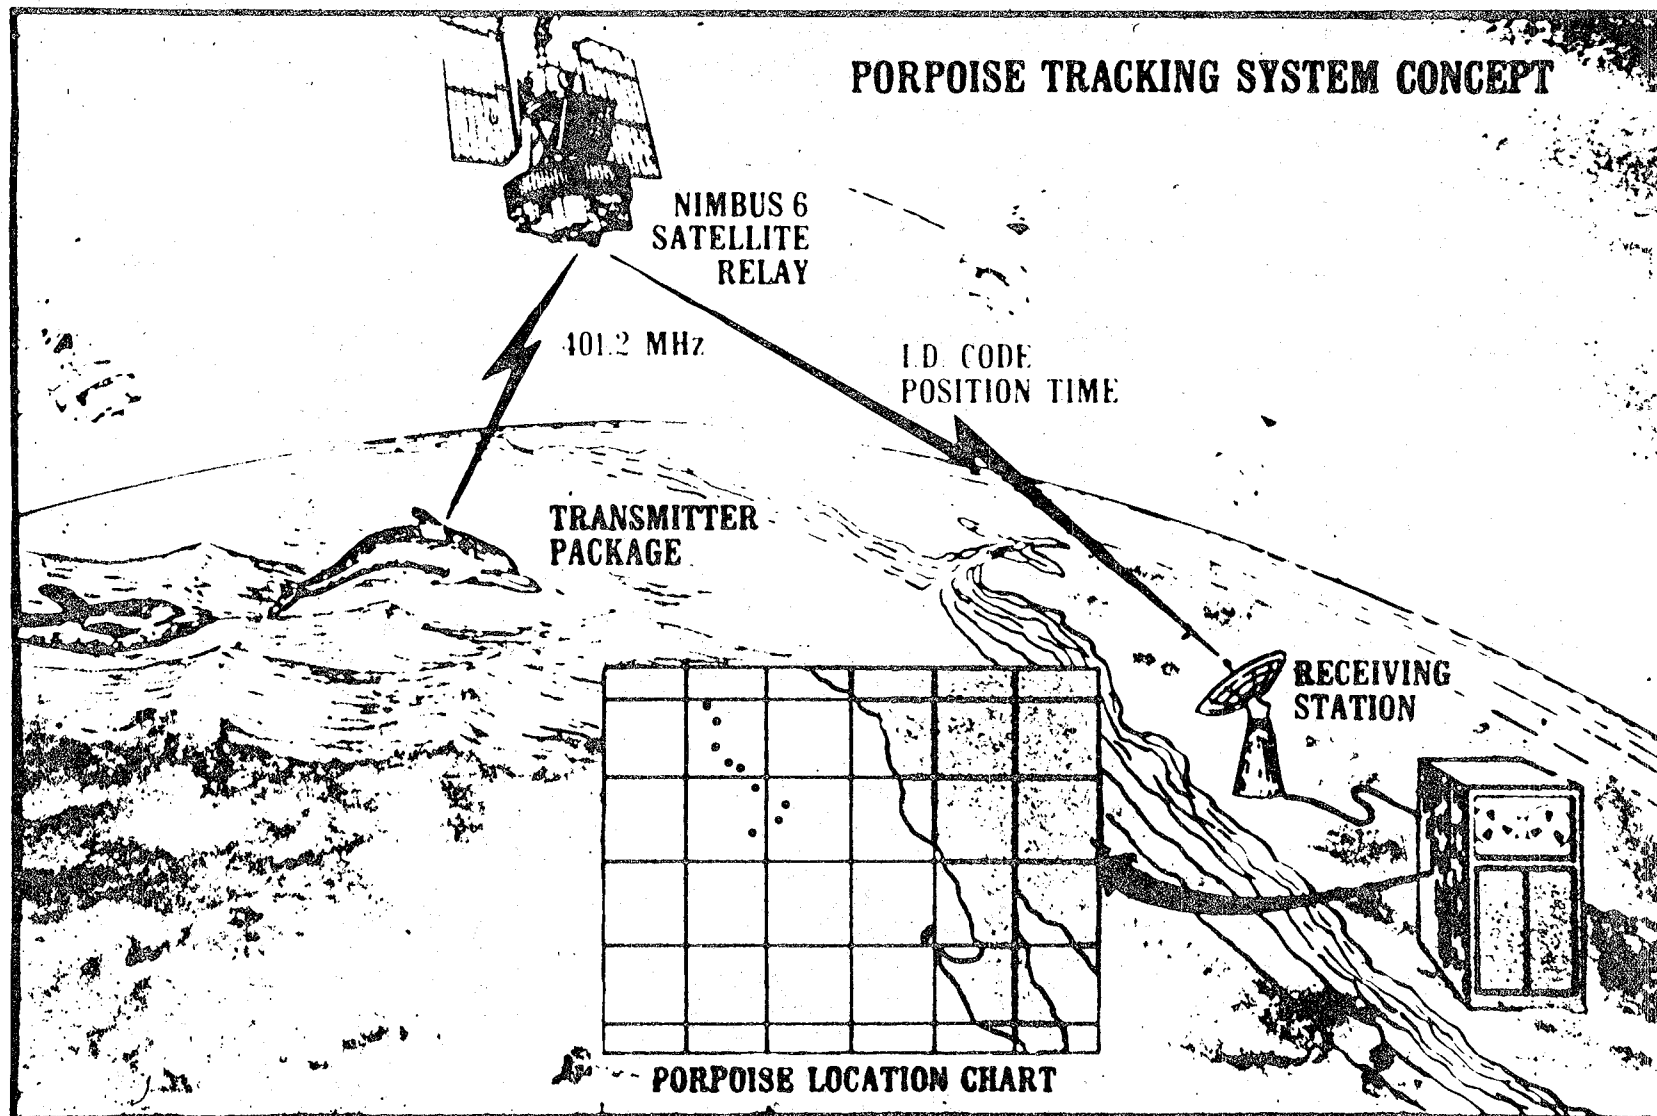 PORPOISE TRACKING SYSTEM CONCEPT
NIMBUS 6
SATELLITE
RELAY
401.2 MHz
I.D. CODE
POSITION TIME
TRANSMITTER
PACKAGE
RECEIVING
STATION
PORPOISE LOCATION CHART